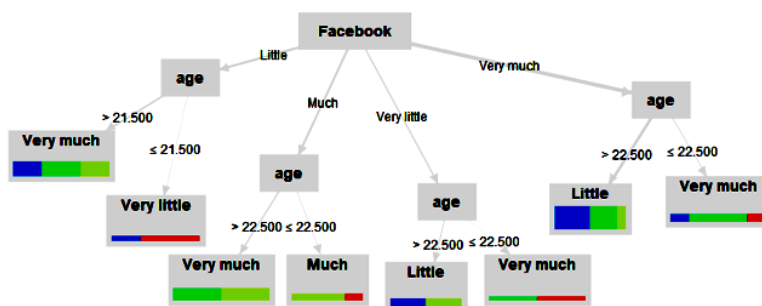 Facebook
Little
Much
Very little
Very much
age
> 21.500
≤ 21.500
Very much
Very little
age
> 22.500
≤ 22.500
Very much
Much
age
> 22.500
≤ 22.500
Little
Very much
age
> 22.500
≤ 22.500
Little
Very much